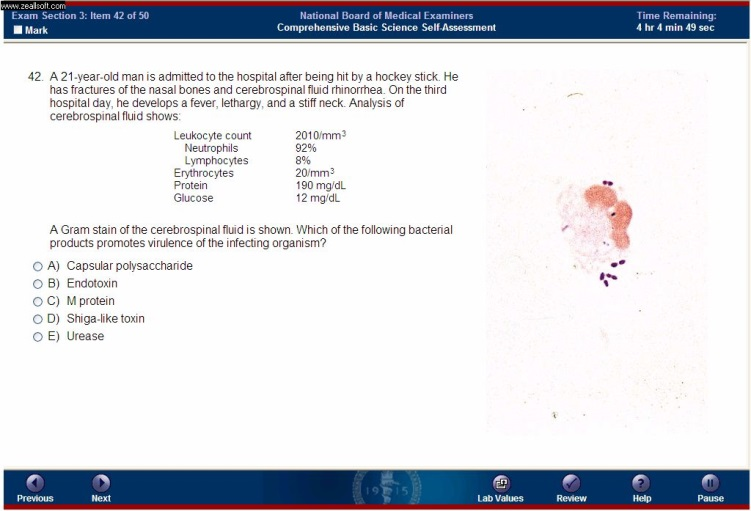 www.zeallsoft.com
Exam Section 3: Item 42 of 50
National Board of Medical Examiners
Time Remaining:
Mark
Comprehensive Basic Science Self-Assessment
4 hr 4 min 49 sec
42. A 21-year-old man is admitted to the hospital after being hit by a hockey stick. He
has fractures of the nasal bones and cerebrospinal fluid rhinorrhea. On the third
hospital day, he develops a fever, lethargy, and a stiff neck. Analysis of
cerebrospinal fluid shows:
Leukocyte count 2010/mm3
Neutrophils 92%
Lymphocytes 8%
Erythrocytes 20/mm3
Protein 190 mg/dL
Glucose 12 mg/dL
A Gram stain of the cerebrospinal fluid is shown. Which of the following bacterial
products promotes virulence of the infecting organism?
A) Capsular polysaccharide
B) Endotoxin
C) M protein
D) Shiga-like toxin
E) Urease
1915
Previous
Next
Lab Values
Review
Help
Pause